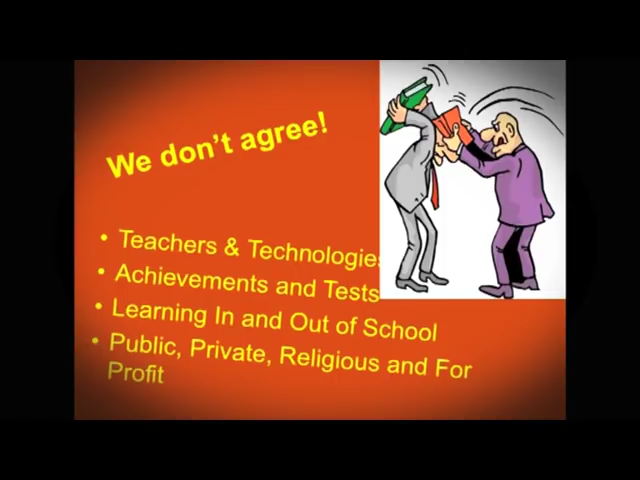 We don't agree!
• Teachers & Technologies
• Achievements and Tests
• Learning In and Out of School
• Public, Private, Religious and For
Profit